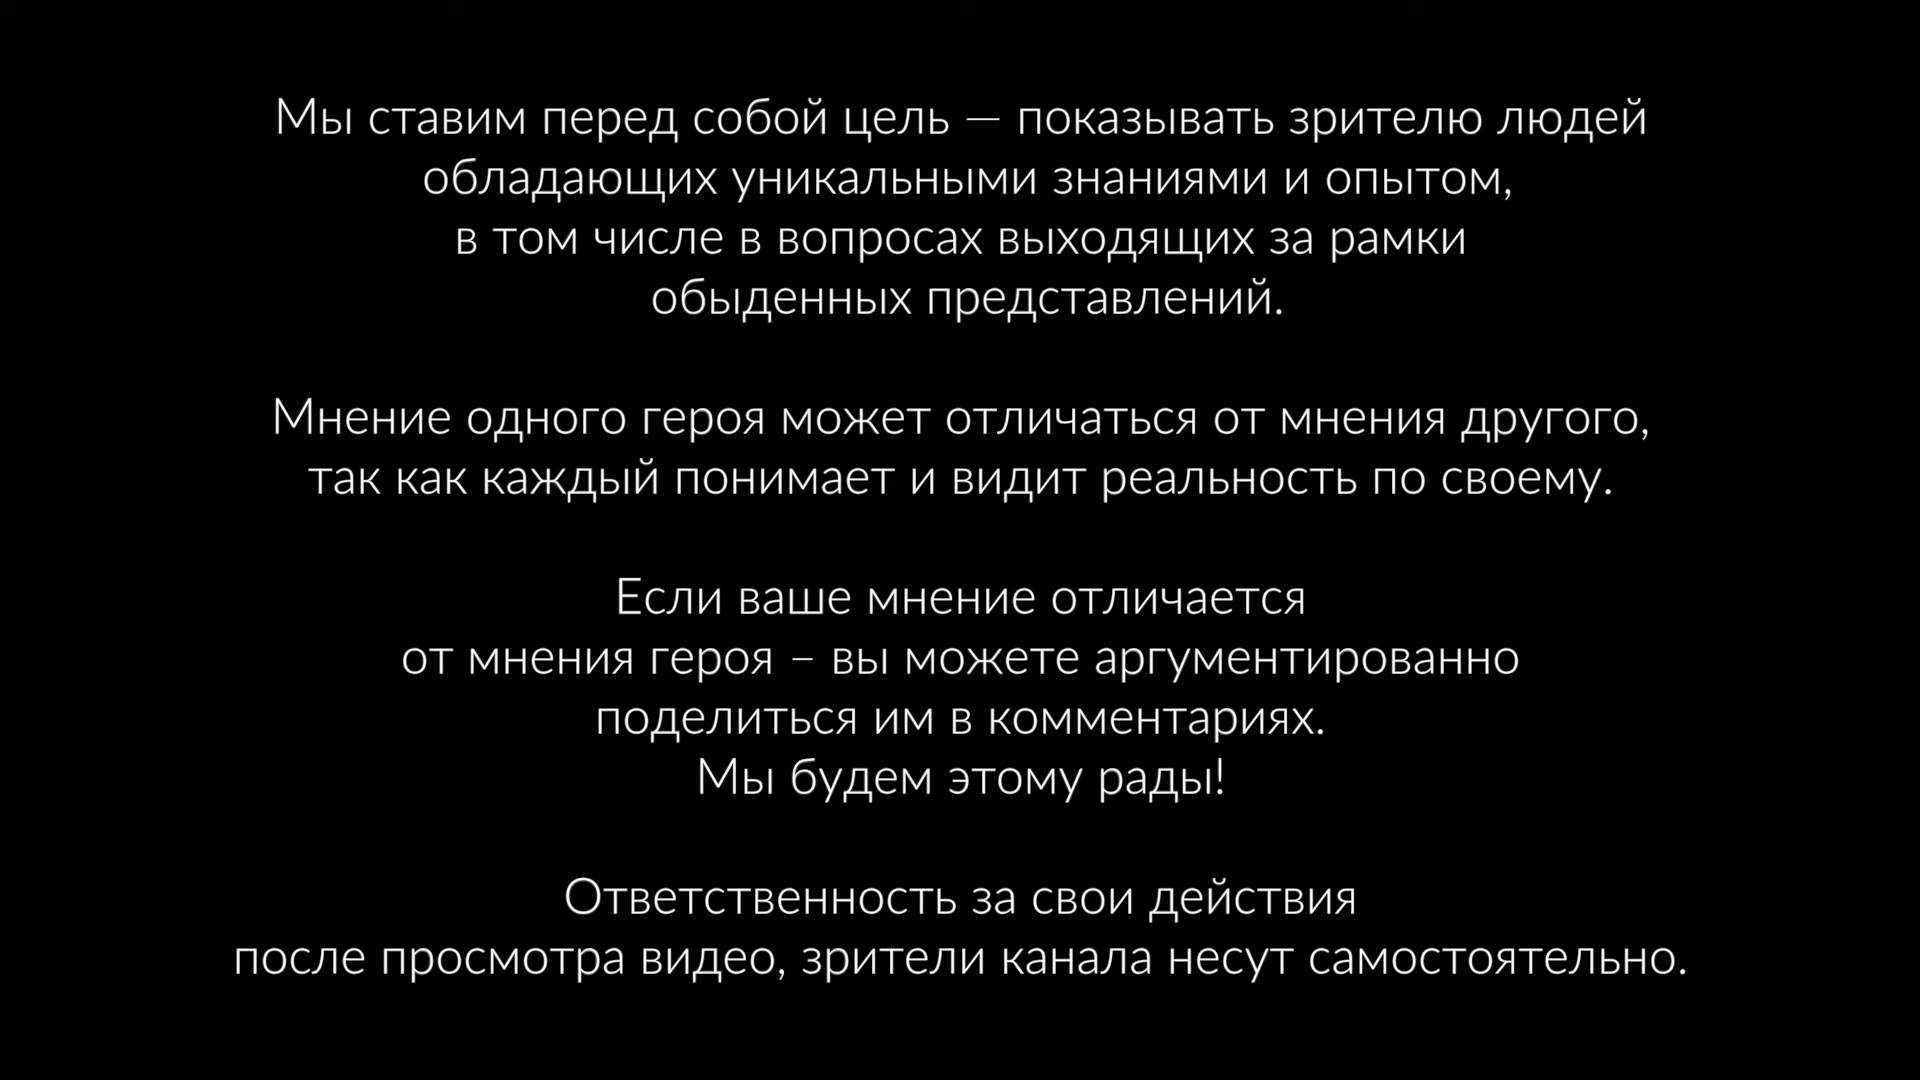 Мы ставим перед собой цель — показывать зрителю людей
обладающих уникальными знаниями и опытом,
в том числе в вопросах выходящих за рамки
обыденных представлений.
Мнение одного героя может отличаться от мнения другого,
так как каждый понимает и видит реальность по своему.
Если ваше мнение отличается
от мнения героя – вы можете аргументированно
поделиться им в комментариях.
Мы будем этому рады!
Ответственность за свои действия
после просмотра видео, зрители канала несут самостоятельно.